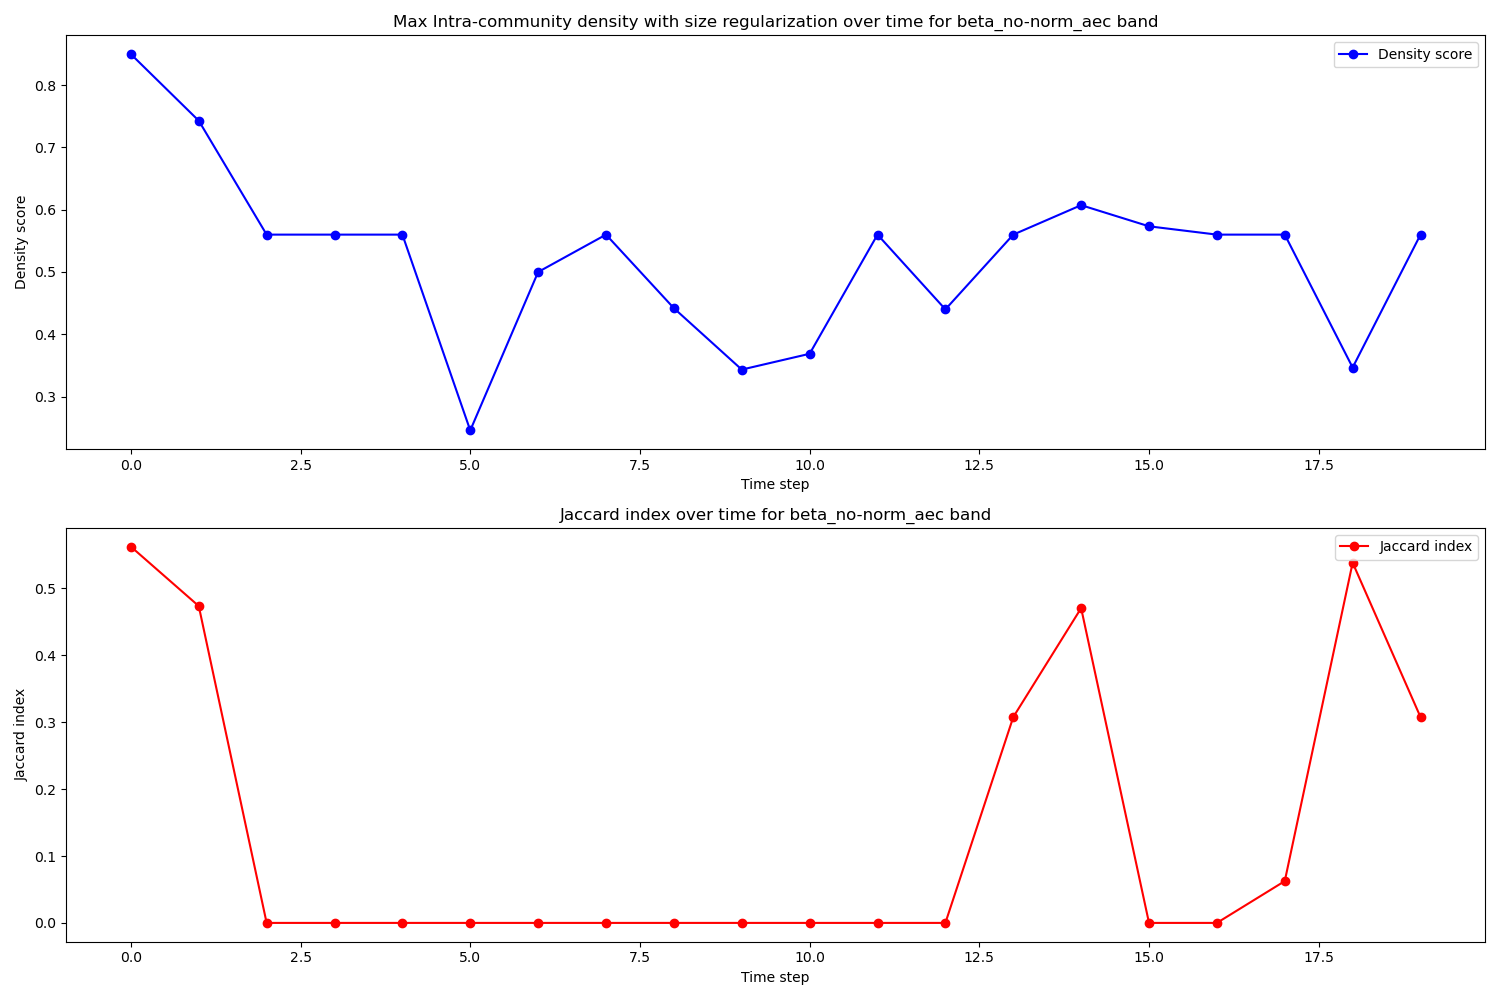 Max Intra-community density with size regularization over time for beta_no-norm_aec band
Density score
0.8
0.7
0.6
0.5
0.4
0.3
Density score
0.0 2.5 5.0 7.5 10.0 12.5 15.0 17.5
Time step
Jaccard index over time for beta_no-norm_aec band
Jaccard index
0.5
0.4
0.3
0.2
0.1
0.0
Jaccard index
0.0 2.5 5.0 7.5 10.0 12.5 15.0 17.5
Time step